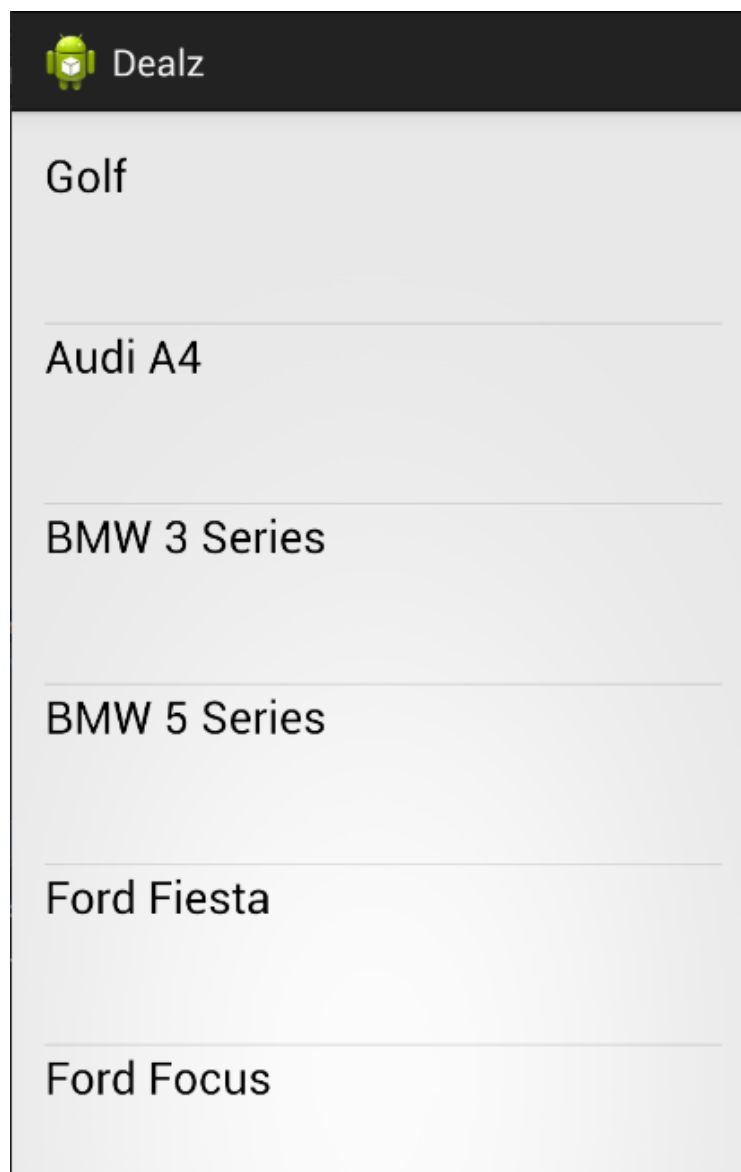 Dealz
Golf
Audi A4
BMW 3 Series
BMW 5 Series
Ford Fiesta
Ford Focus